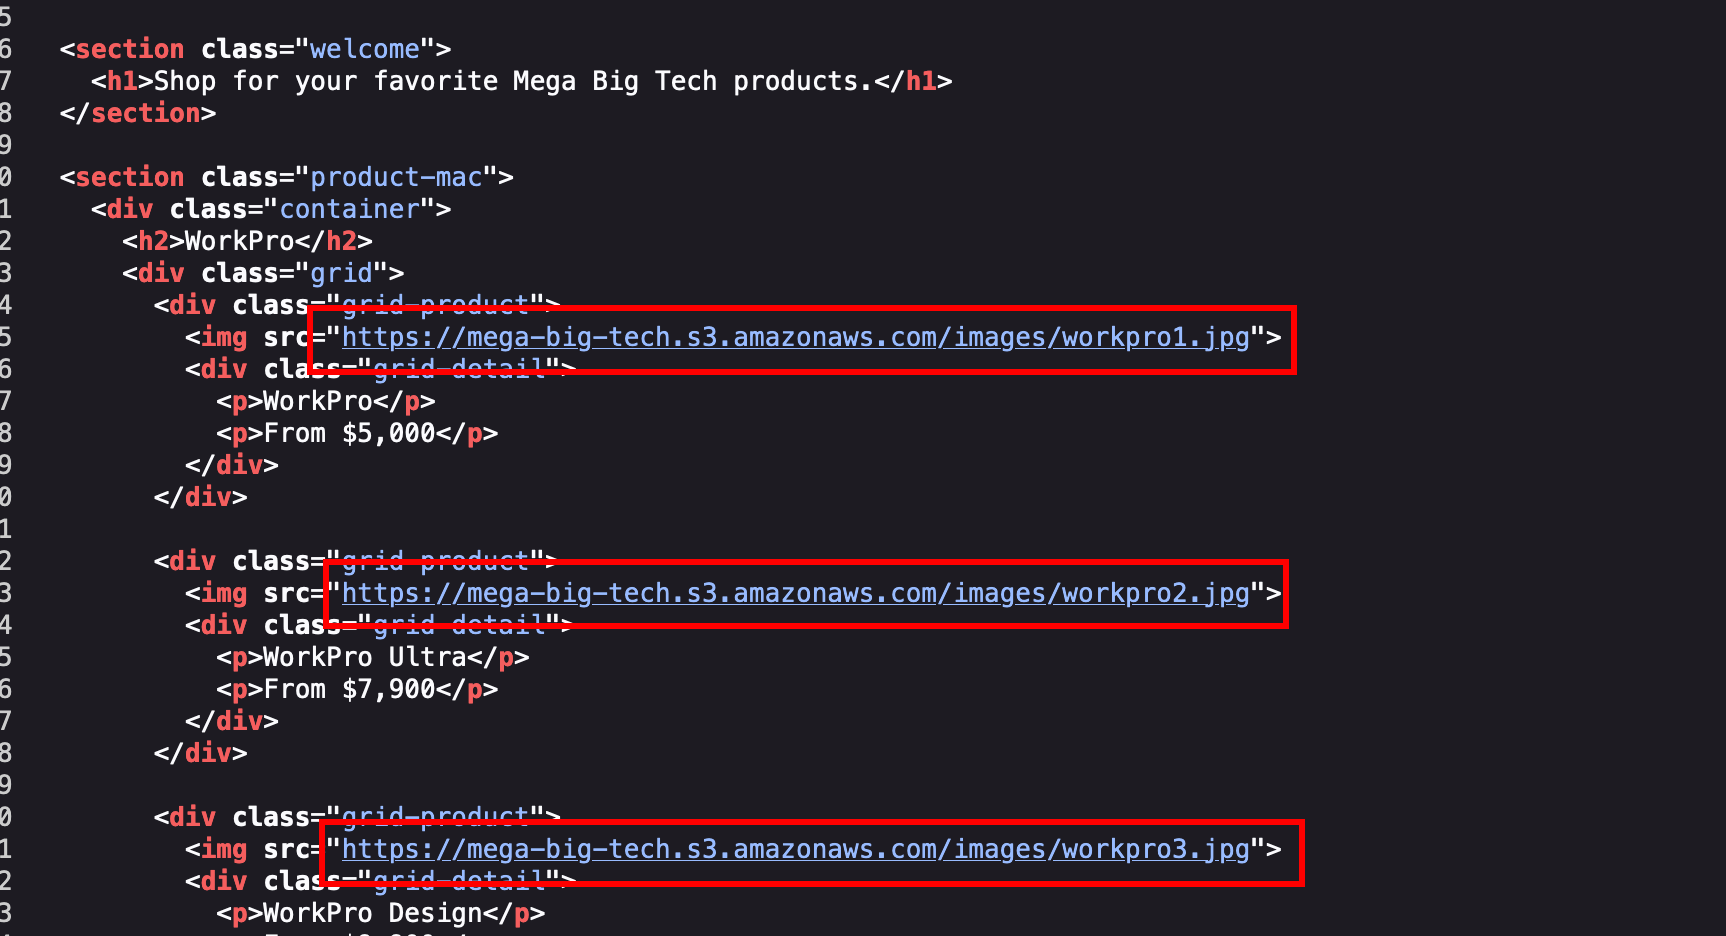 5
6 <section class="welcome">
7 <h1>Shop for your favorite Mega Big Tech products.</h1>
8 </section>
9
0 <section class="product-mac">
1 <div class="container">
2 <h2>WorkPro</h2>
3 <div class="grid">
4 <div class="grid-product">
5 <img src="https://mega-big-tech.s3.amazonaws.com/images/workpro1.jpg">
6 <div class="grid-detail">
7 <p>WorkPro</p>
8 <p>From $5,000</p>
9 </div>
0 </div>
1
2 <div class="grid-product">
3 <img src="https://mega-big-tech.s3.amazonaws.com/images/workpro2.jpg">
4 <div class="grid-detail">
5 <p>WorkPro Ultra</p>
6 <p>From $7,900</p>
7 </div>
8 </div>
9
0 <div class="grid-product">
1 <img src="https://mega-big-tech.s3.amazonaws.com/images/workpro3.jpg">
2 <div class="grid-detail">
3 <p>WorkPro Design</p>